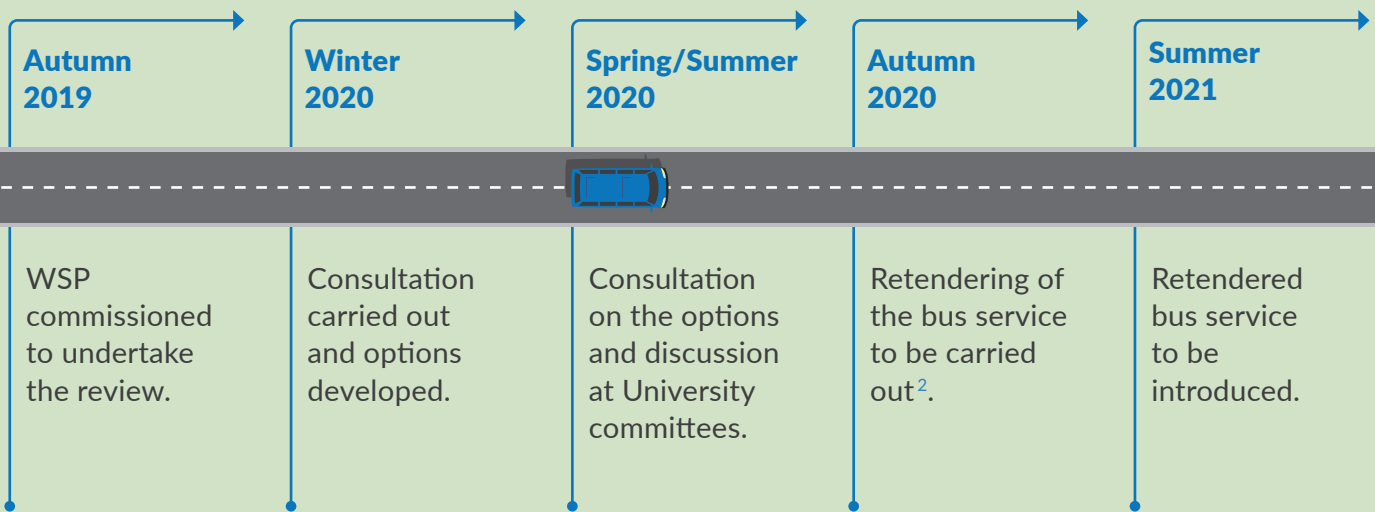 Autumn
2019
WSP
commissioned
to undertake
the review.
Winter
2020
Consultation
carried out
and options
developed.
Spring/Summer
2020
Consultation
on the options
and discussion
at University
committees.
Autumn
2020
Retendering of
the bus service
to be carried
out².
Summer
2021
Retendered
bus service
to be
introduced.